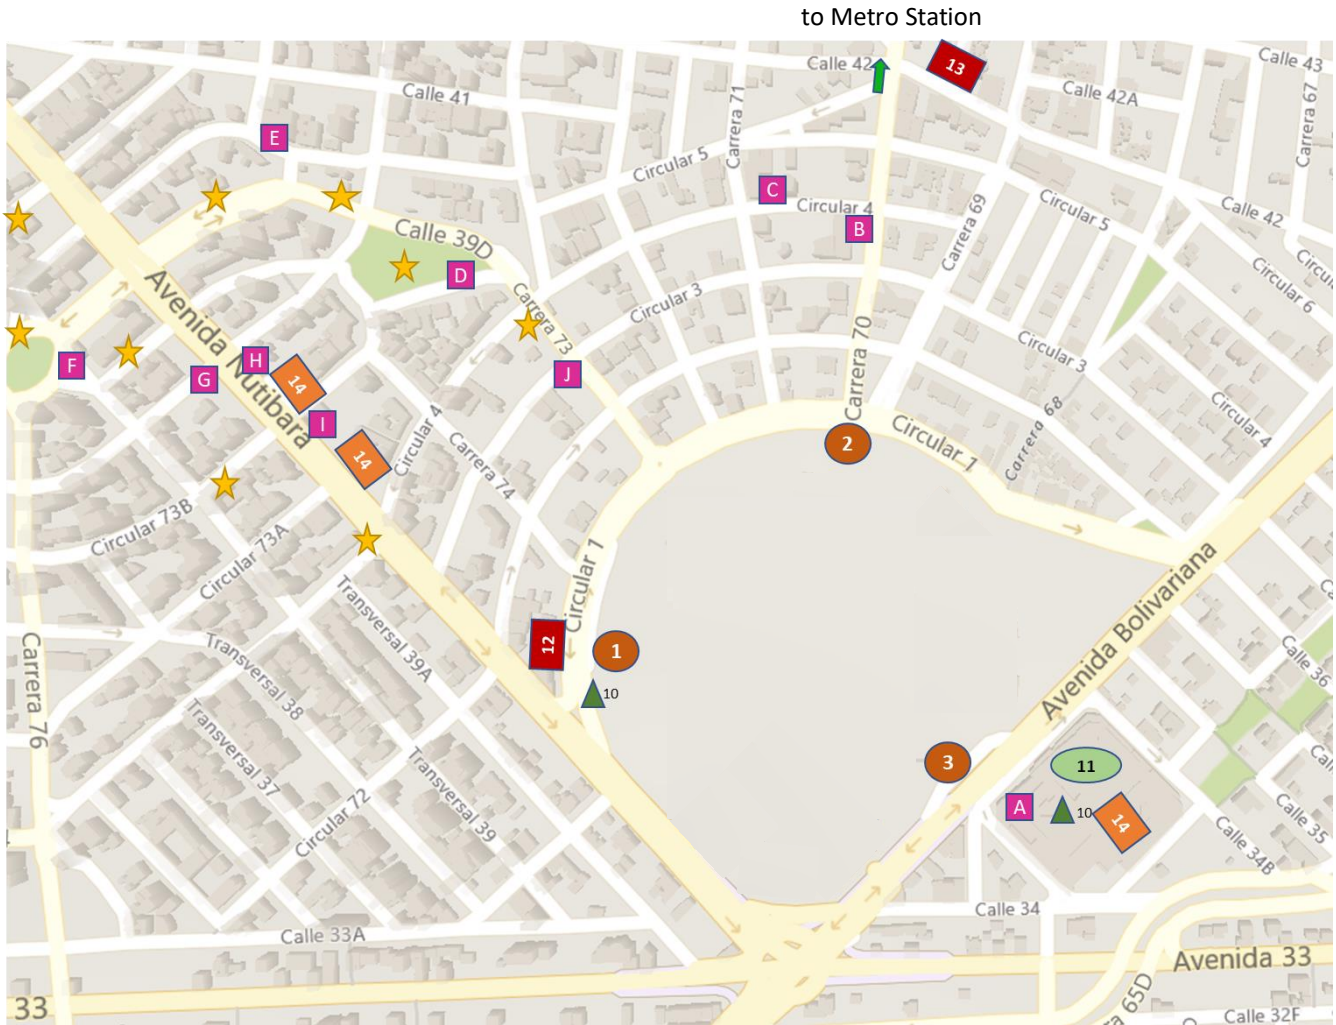 to Metro Station
Calle 42
13
Calle 43
Calle 41
Carrera 71
Calle 42A
Carrera 67
E
Circular 5
C
Circular 4
B
Carrera 69
Circular 5
Calle 42
Calle 39D
D
Circular 6
Avenida Nutibara
Carrera 73
Circular 3
Carrera 70
Circular 3
F
G
H
14
J
I
14
Circular 4
Carrera 74
2
Circular 1
Carrera 68
Circular 4
Circular 73B
Circular 73A
Transversal 39A
Circular 1
12
1
10
Avenida Bolivariana
Calle 36
Carrera 76
Transversal 38
Transversal 37
Circular 72
Transversal 39
3
11
A
10
14
Calle 35
Calle 34B
Calle 34
Calle 33A
Avenida 33
33
65D
Calle 32F